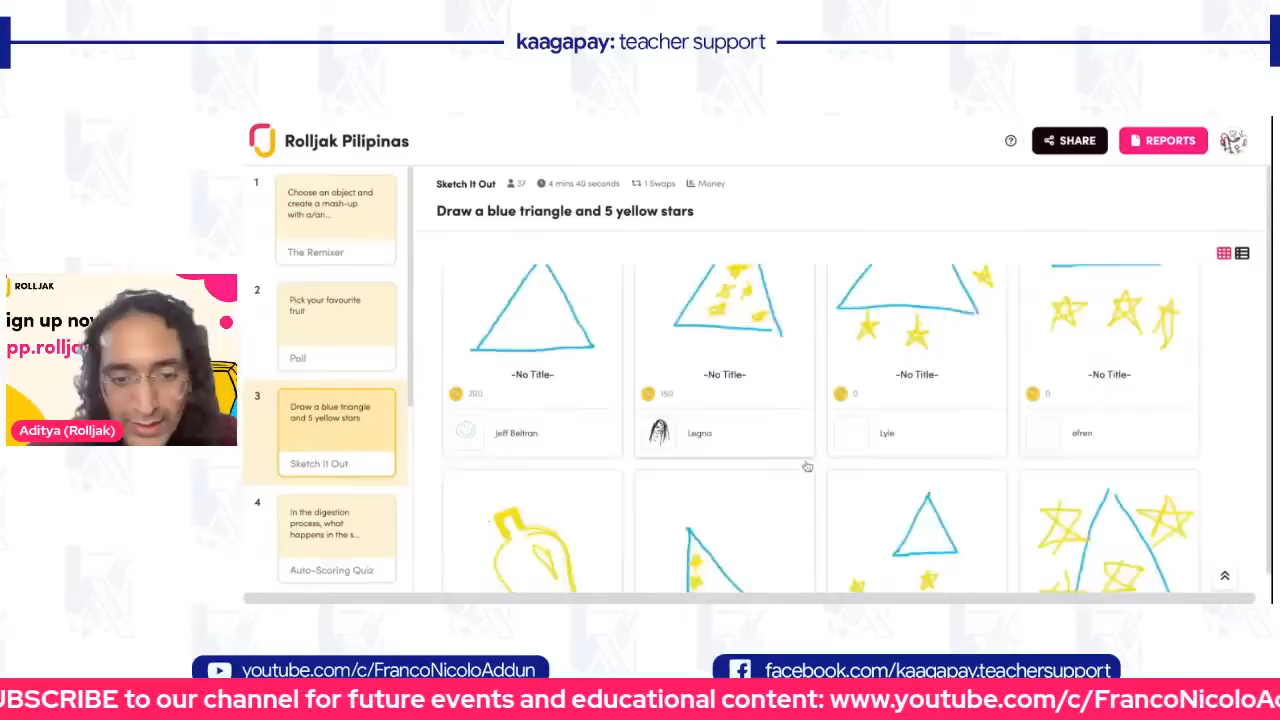 kaagapay: teacher support
Rolljak Pilipinas
SHARE
REPORTS
1
Choose an object and
create a mash-up
with a/an...
The Remixer
2
Pick your favourite
fruit
Poll
3
Draw a blue triangle
and 5 yellow stars
Sketch It Out
4
In the digestion
process, what
happens in the s...
Auto-Scoring Quiz
Sketch It Out 37 4 mins 40 seconds 1 Swaps Money
Draw a blue triangle and 5 yellow stars
-No Title- -No Title- -No Title- -No Title-
200 150 0 0
Jeff Beltran Legna Lyle efren
ROLLJAK
ign up nov
pp.rollja
Aditya (Rolljak)
youtube.com/c/FrancoNicoloAddun
facebook.com/kaagapay.teachersupport
UBSCRIBE to our channel for future events and educational content: www.youtube.com/c/FrancoNicoloAd